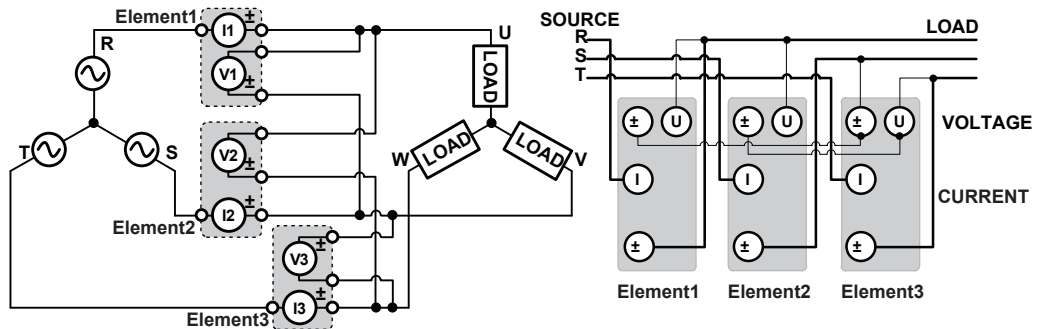 Element1
I1
±
R
V1
±
U
LOAD
T
S
V2
±
W
LOAD
LOAD
V
I2
±
Element2
V3
±
I3
±
Element3
SOURCE
LOAD
R
S
T
± U ± U ± U
VOLTAGE
I I I
CURRENT
± ± ±
Element1 Element2 Element3